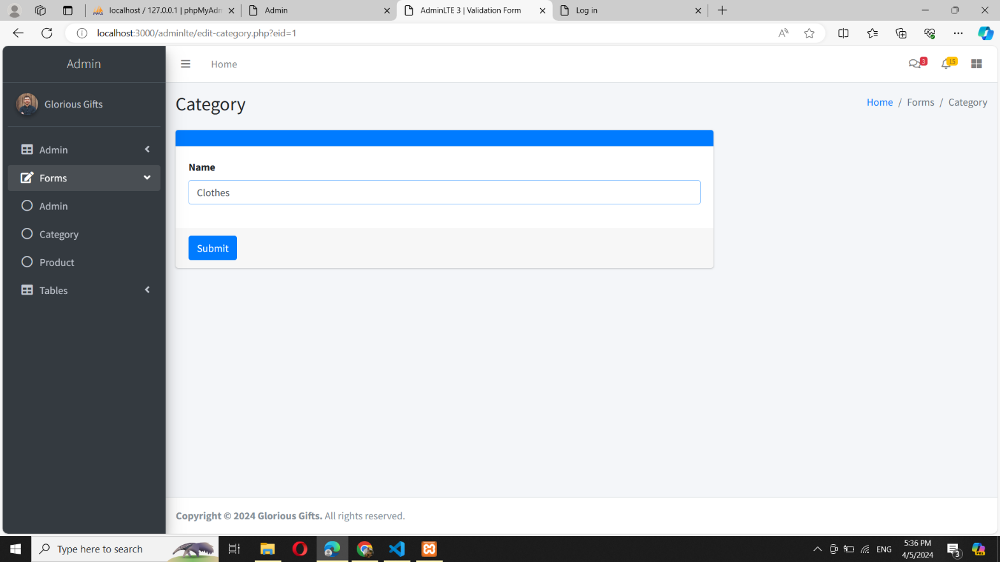 localhost / 127.0.0.1 | phpMyAdm
Admin
AdminLTE 3 | Validation Form
Log in
localhost:3000/adminlte/edit-category.php?eid=1
Admin
Home
3
15
Glorious Gifts
Category
Home / Forms / Category
Admin
Forms
Admin
Category
Product
Tables
Name
Clothes
Submit
Copyright © 2024 Glorious Gifts. All rights reserved.
Type here to search
ENG
5:36 PM
4/5/2024
3